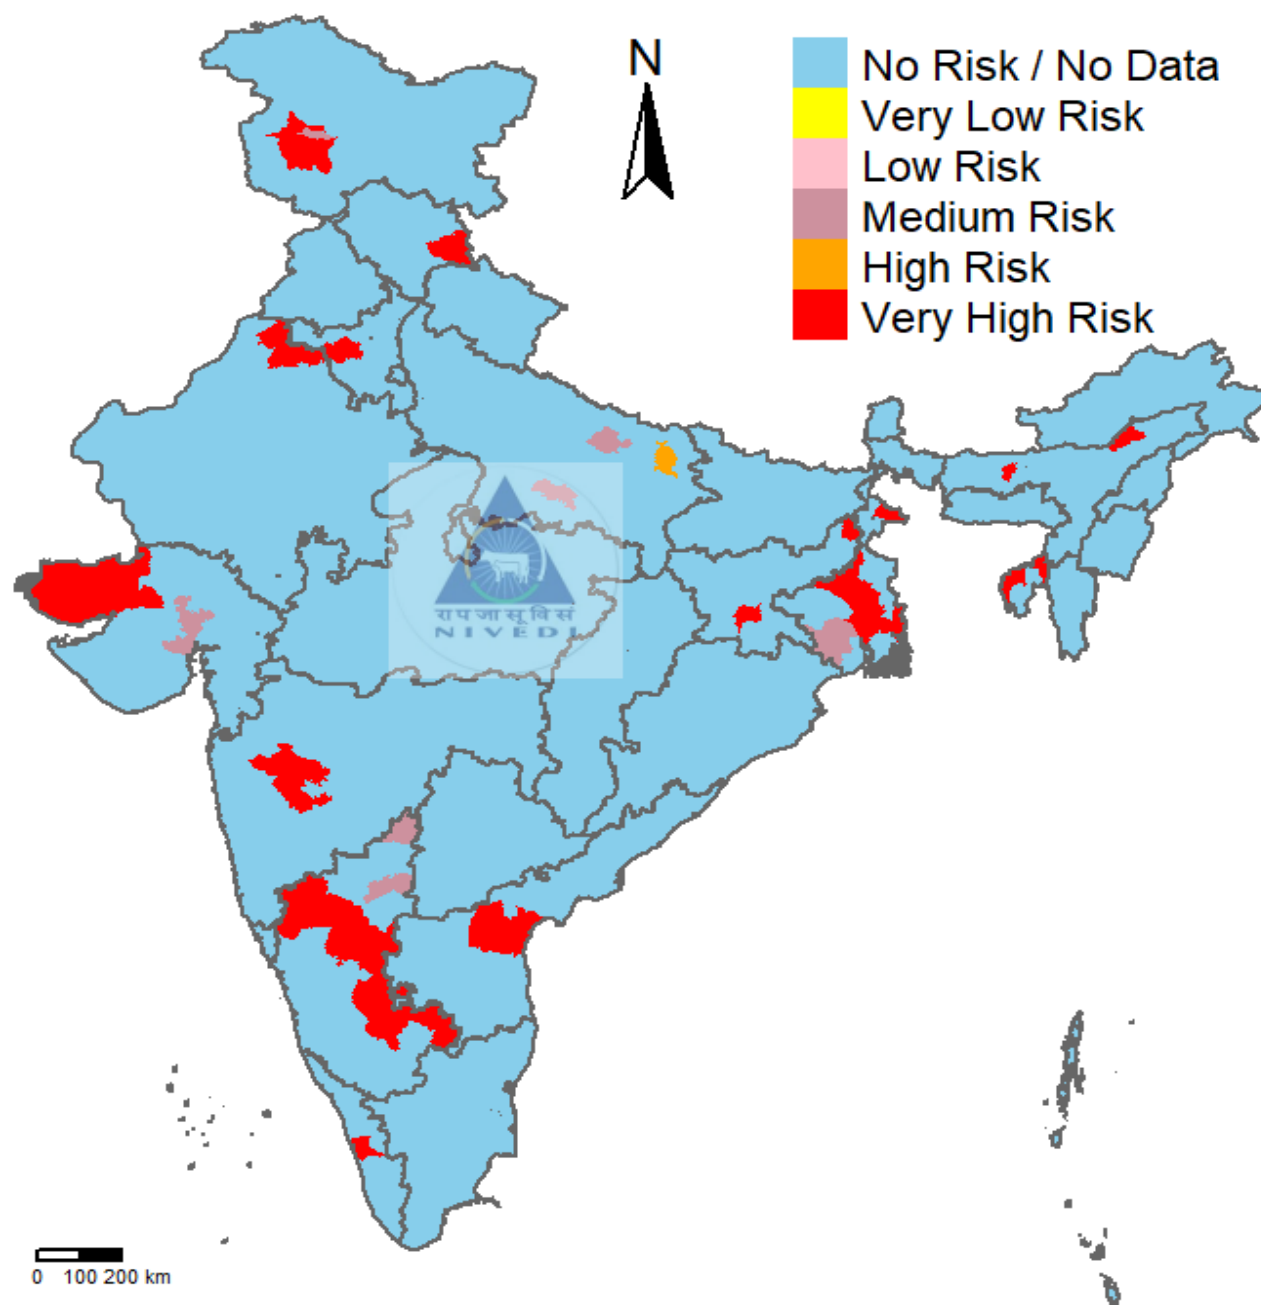 N
No Risk / No Data
Very Low Risk
Low Risk
Medium Risk
High Risk
Very High Risk
रा प जा सू वि सं
NIVEDI
0 100 200 km